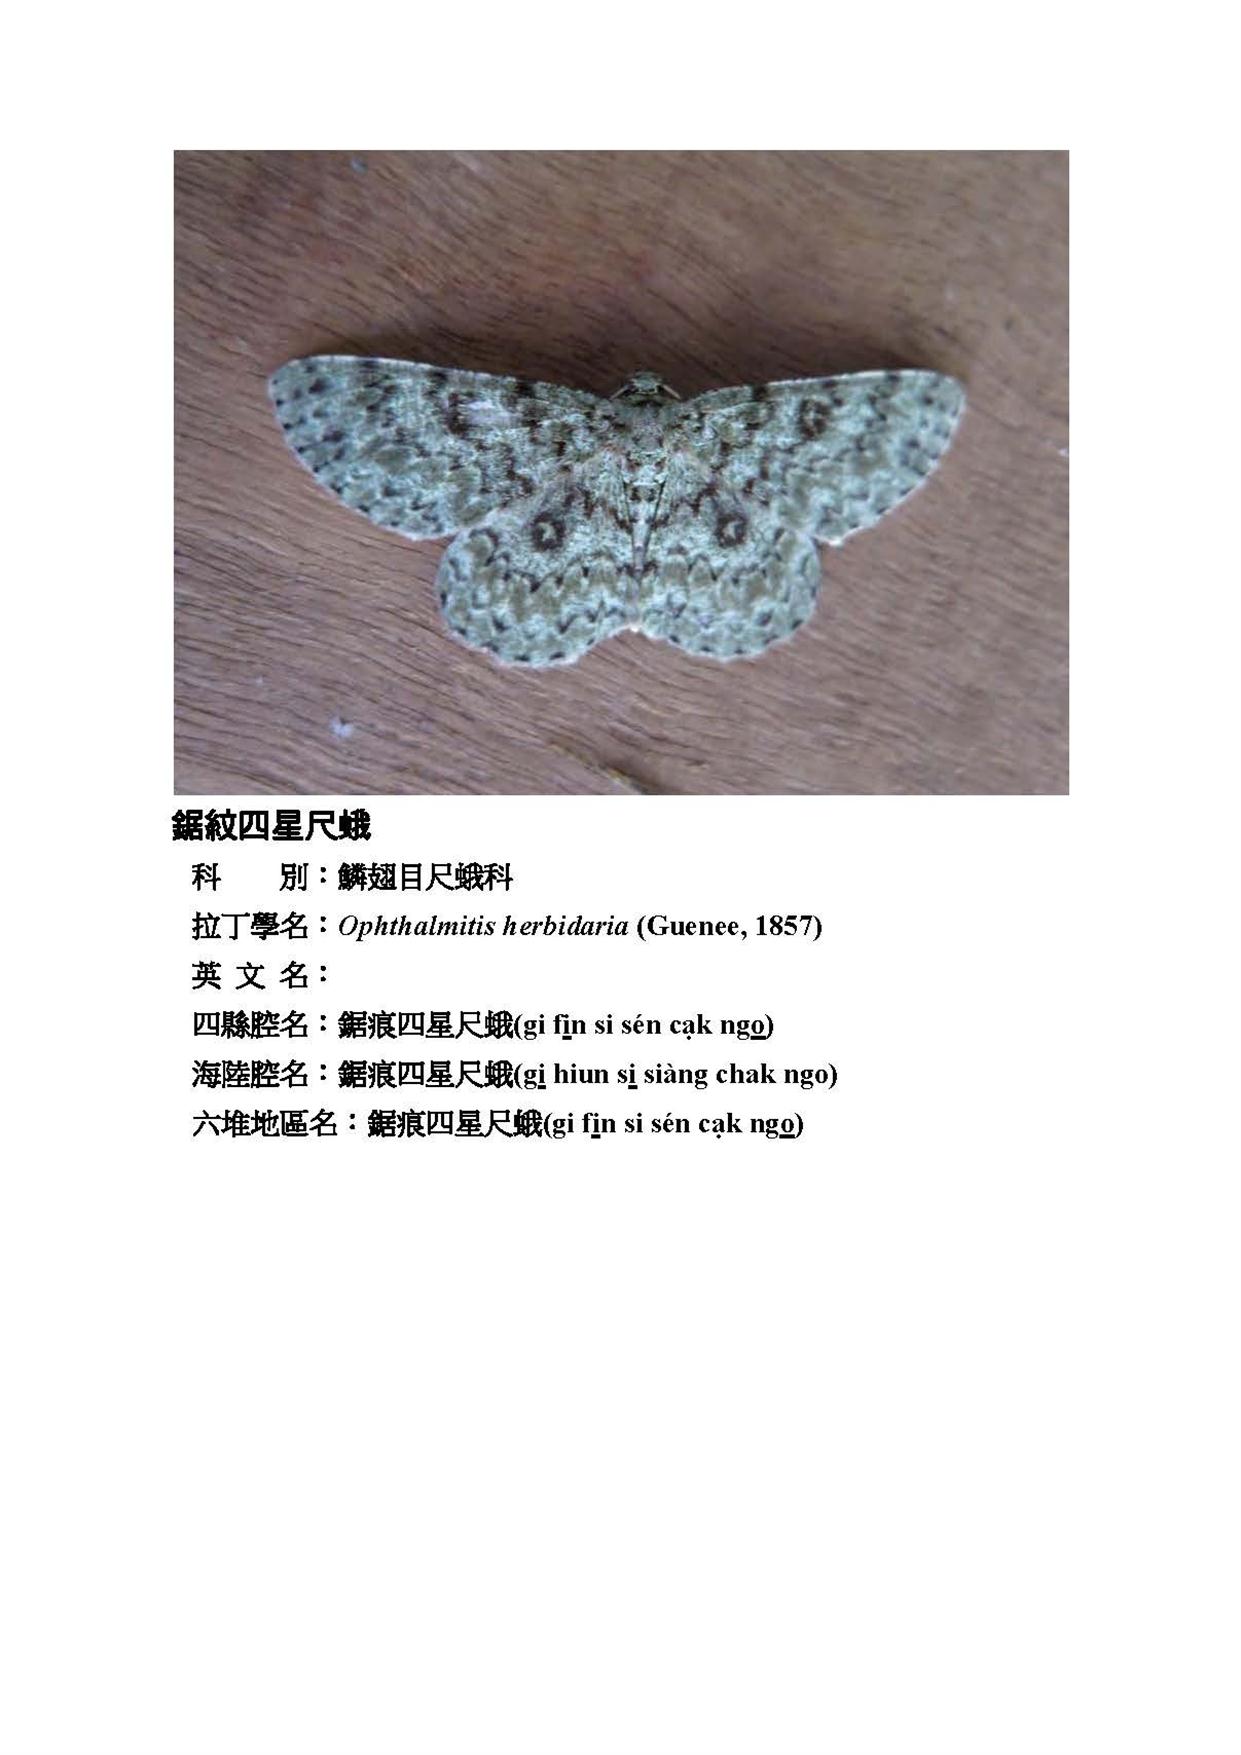 鋸紋四星尺蛾
科　　別：鱗翅目尺蛾科
拉丁學名：Ophthalmitis herbidaria (Guenee, 1857)
英 文 名：
四縣腔名：鋸痕四星尺蛾(gi fi̲n si sén cạk ngo̲)
海陸腔名：鋸痕四星尺蛾(gi̲ hiun si̲ siàng chak ngo)
六堆地區名：鋸痕四星尺蛾(gi fi̲n si sén cạk ngo̲)